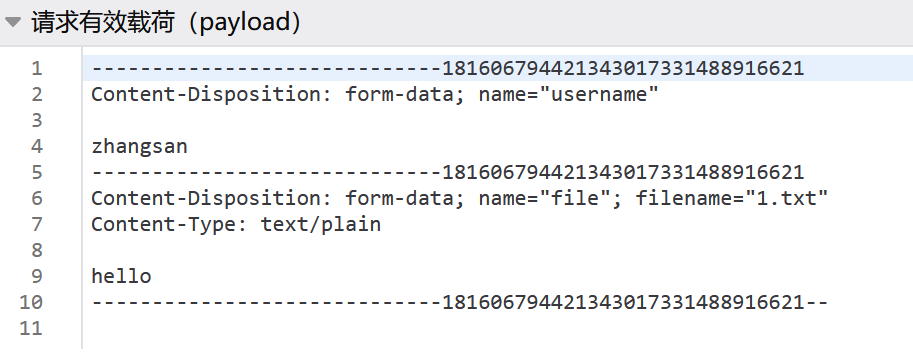 请求有效载荷（payload）
1 -----------------------------181606794421343017331488916621
2 Content-Disposition: form-data; name="username"
3
4 zhangsan
5 -----------------------------181606794421343017331488916621
6 Content-Disposition: form-data; name="file"; filename="1.txt"
7 Content-Type: text/plain
8
9 hello
10 -----------------------------181606794421343017331488916621--
11